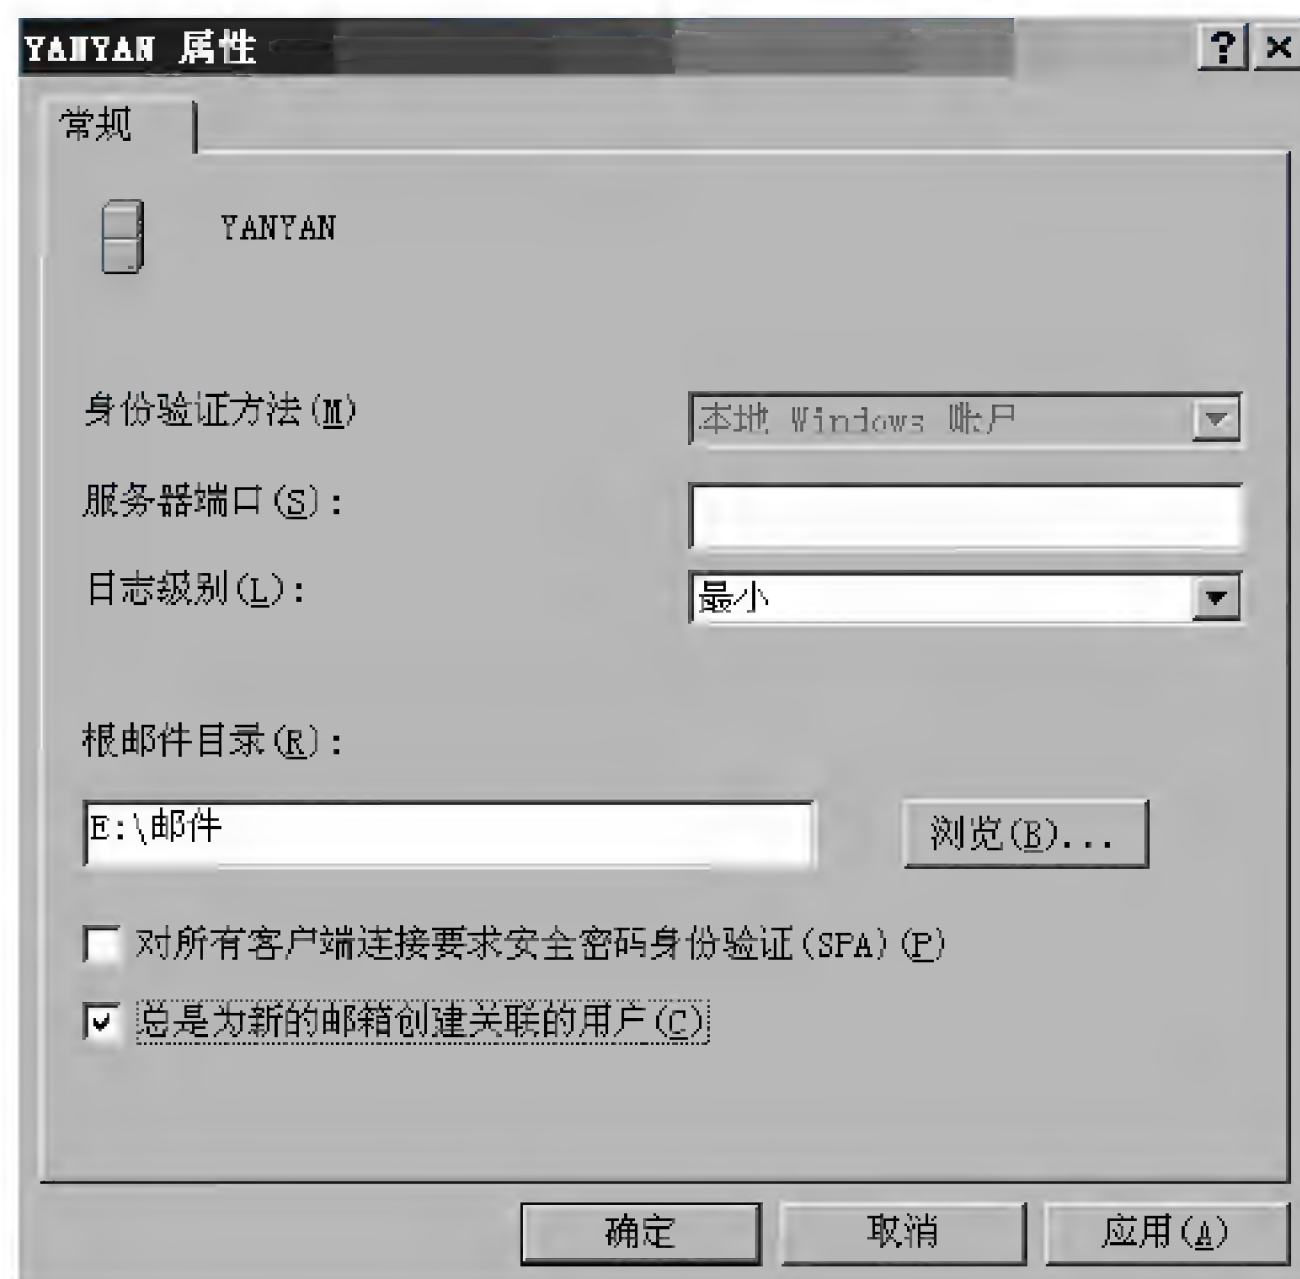 YANYAN 属性
常规
YANYAN
身份验证方法(M)
本地 Windows 账户
服务器端口(S):
日志级别(L):
最小
根邮件目录(R):
E:\邮件
浏览(B)...
对所有客户端连接要求安全密码身份验证(SPA)(P)
总是为新的邮箱创建关联的用户(C)
确定
取消
应用(A)